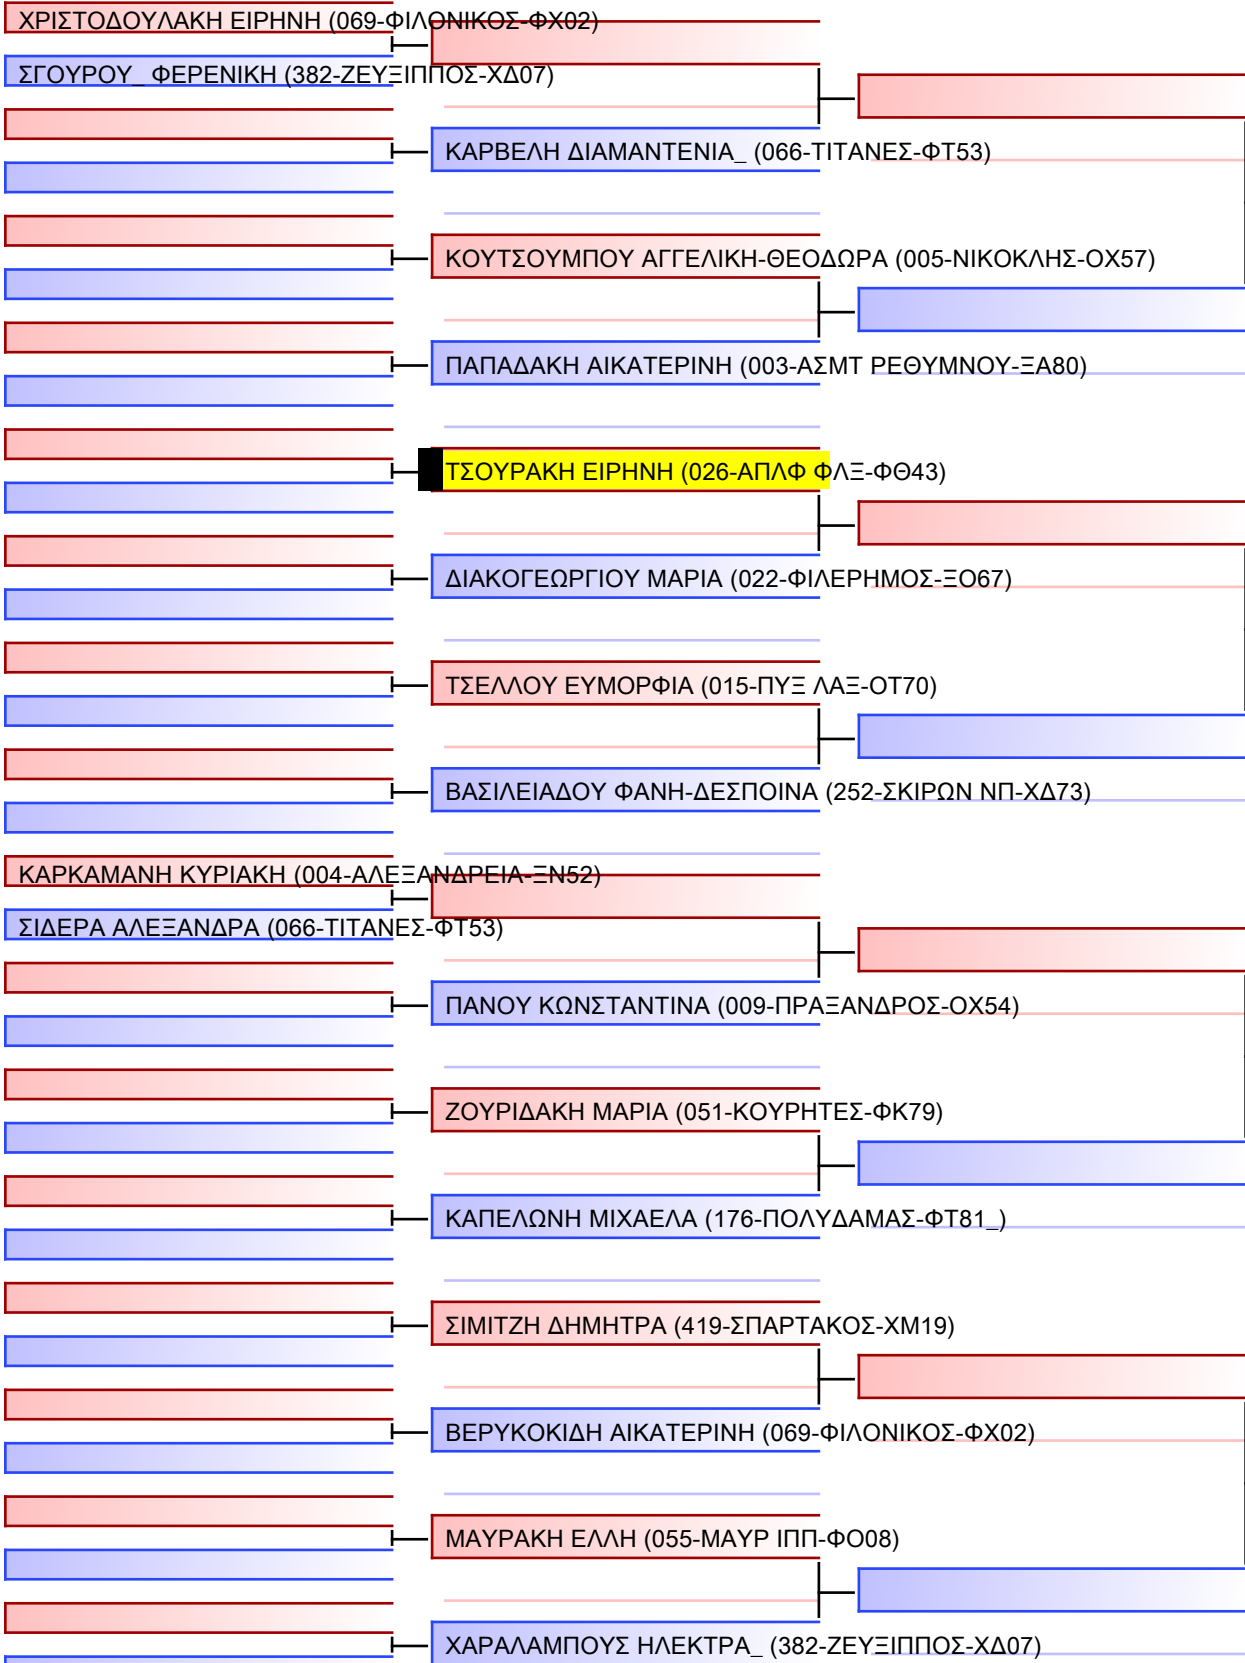 ΧΡΙΣΤΟΔΟΥΛΑΚΗ ΕΙΡΗΝΗ (069-ΦΙΛΟΝΙΚΟΣ-ΦΧ02)
ΣΓΟΥΡΟΥ_ ΦΕΡΕΝΙΚΗ (382-ΖΕΥΞΙΠΠΟΣ-ΧΔ07)
ΚΑΡΒΕΛΗ ΔΙΑΜΑΝΤΕΝΙΑ_ (066-ΤΙΤΑΝΕΣ-ΦΤ53)
ΚΟΥΤΣΟΥΜΠΟΥ ΑΓΓΕΛΙΚΗ-ΘΕΟΔΩΡΑ (005-ΝΙΚΟΚΛΗΣ-ΟΧ57)
ΠΑΠΑΔΑΚΗ ΑΙΚΑΤΕΡΙΝΗ (003-ΑΣΜΤ ΡΕΘΥΜΝΟΥ-ΞΑ80)
ΤΣΟΥΡΑΚΗ ΕΙΡΗΝΗ (026-ΑΠΛΦ ΦΛΞ-ΦΘ43)
ΔΙΑΚΟΓΕΩΡΓΙΟΥ ΜΑΡΙΑ (022-ΦΙΛΕΡΗΜΟΣ-ΞΟ67)
ΤΣΕΛΛΟΥ ΕΥΜΟΡΦΙΑ (015-ΠΥΞ ΛΑΞ-ΟΤ70)
ΒΑΣΙΛΕΙΑΔΟΥ ΦΑΝΗ-ΔΕΣΠΟΙΝΑ (252-ΣΚΙΡΩΝ ΝΠ-ΧΔ73)
ΚΑΡΚΑΜΑΝΗ ΚΥΡΙΑΚΗ (004-ΑΛΕΞΑΝΔΡΕΙΑ-ΞΝ52)
ΣΙΔΕΡΑ ΑΛΕΞΑΝΔΡΑ (066-ΤΙΤΑΝΕΣ-ΦΤ53)
ΠΑΝΟΥ ΚΩΝΣΤΑΝΤΙΝΑ (009-ΠΡΑΞΑΝΔΡΟΣ-ΟΧ54)
ΖΟΥΡΙΔΑΚΗ ΜΑΡΙΑ (051-ΚΟΥΡΗΤΕΣ-ΦΚ79)
ΚΑΠΕΛΩΝΗ ΜΙΧΑΕΛΑ (176-ΠΟΛΥΔΑΜΑΣ-ΦΤ81_)
ΣΙΜΙΤΖΗ ΔΗΜΗΤΡΑ (419-ΣΠΑΡΤΑΚΟΣ-ΧΜ19)
ΒΕΡΥΚΟΚΙΔΗ ΑΙΚΑΤΕΡΙΝΗ (069-ΦΙΛΟΝΙΚΟΣ-ΦΧ02)
ΜΑΥΡΑΚΗ ΕΛΛΗ (055-ΜΑΥΡ ΙΠΠ-ΦΟ08)
ΧΑΡΑΛΑΜΠΟΥΣ ΗΛΕΚΤΡΑ_ (382-ΖΕΥΞΙΠΠΟΣ-ΧΔ07)